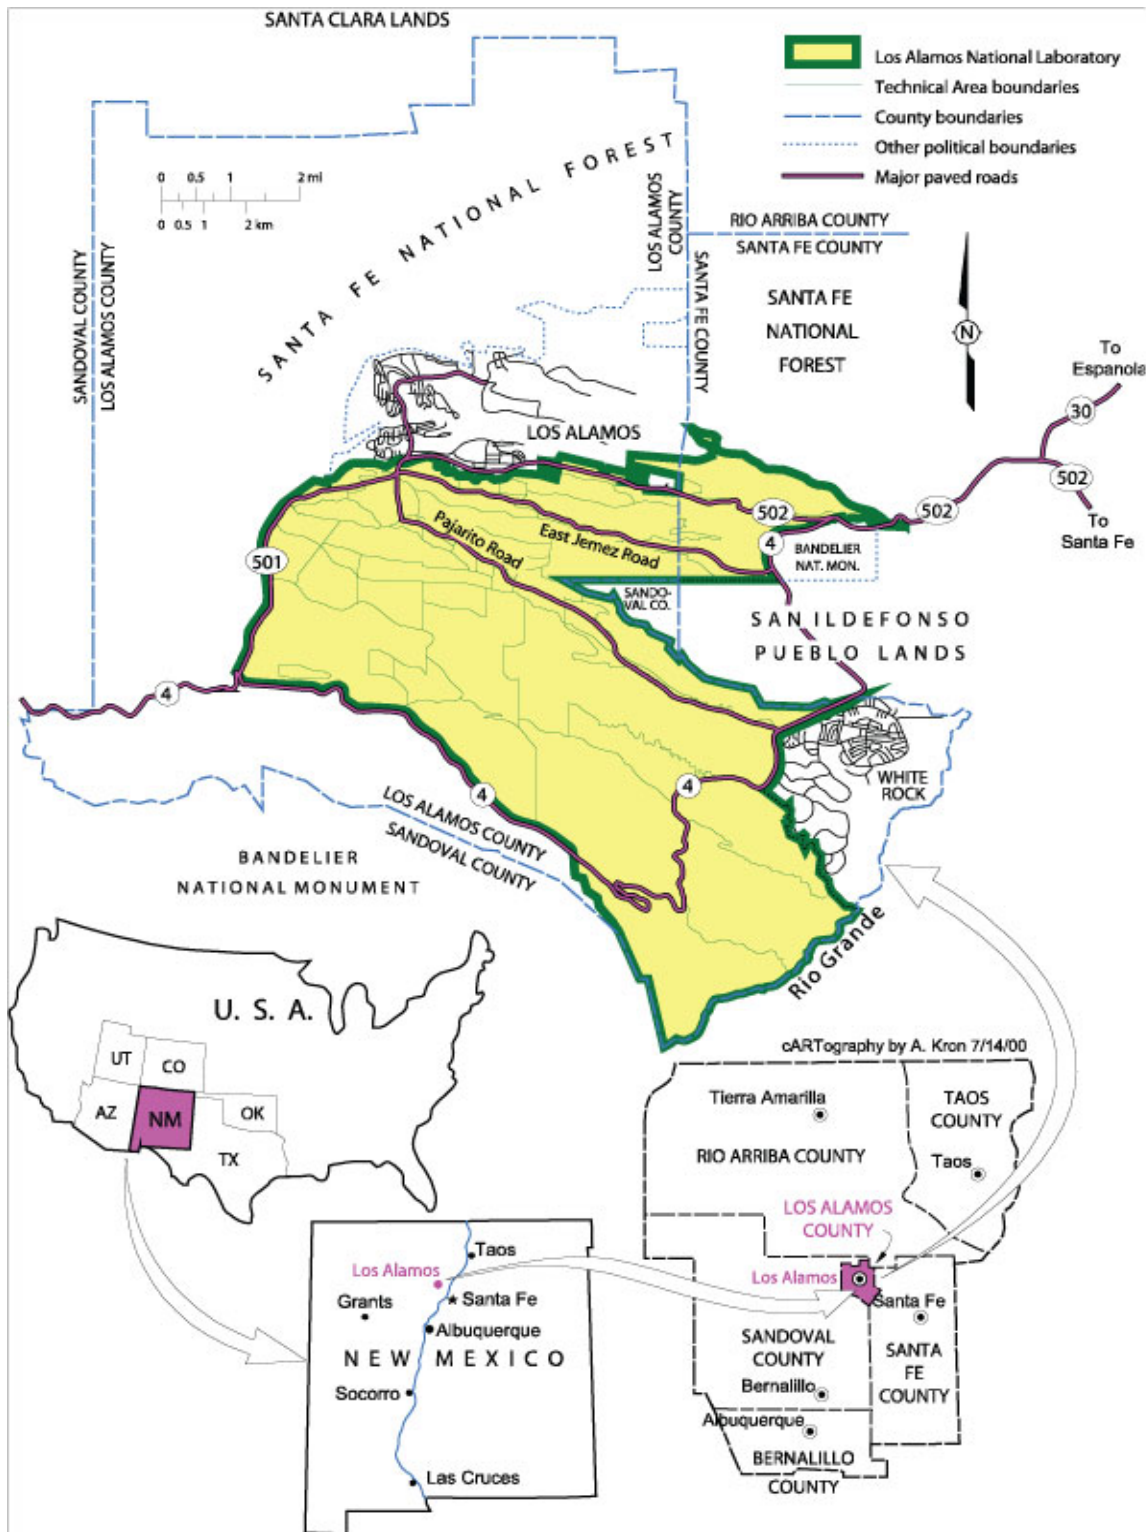 SANTA CLARA LANDS
Los Alamos National Laboratory
Technical Area boundaries
County boundaries
Other political boundaries
Major paved roads
0 0.5 1 2 mi
0 0.5 1 2 km
SANTA FE NATIONAL FOREST
SANDOVAL COUNTY
LOS ALAMOS COUNTY
LOS ALAMOS
COUNTY
SANTA FE COUNTY
RIO ARRIBA COUNTY
SANTA FE COUNTY
SANTA FE
NATIONAL
FOREST
N
To
Espanola
30
502
To
Santa Fe
502
LOS ALAMOS
502
4
BANDELIER
NAT. MON.
East Jemez Road
Pajarito Road
501
SANDO-
VAL CO.
SAN ILDEFONSO
PUEBLO LANDS
4
WHITE
ROCK
4
4
LOS ALAMOS COUNTY
SANDOVAL COUNTY
BANDELIER
NATIONAL MONUMENT
Rio Grande
cARTography by A. Kron 7/14/00
U. S. A.
UT
CO
AZ
NM
OK
TX
Taos
Los Alamos
Santa Fe
Grants
Albuquerque
NEW MEXICO
Socorro
Las Cruces
Tierra Amarilla
TAOS
COUNTY
RIO ARRIBA COUNTY
Taos
LOS ALAMOS
COUNTY
Los Alamos
Santa Fe
SANDOVAL
COUNTY
SANTA
FE
COUNTY
Bernalillo
Albuquerque
BERNALILLO
COUNTY